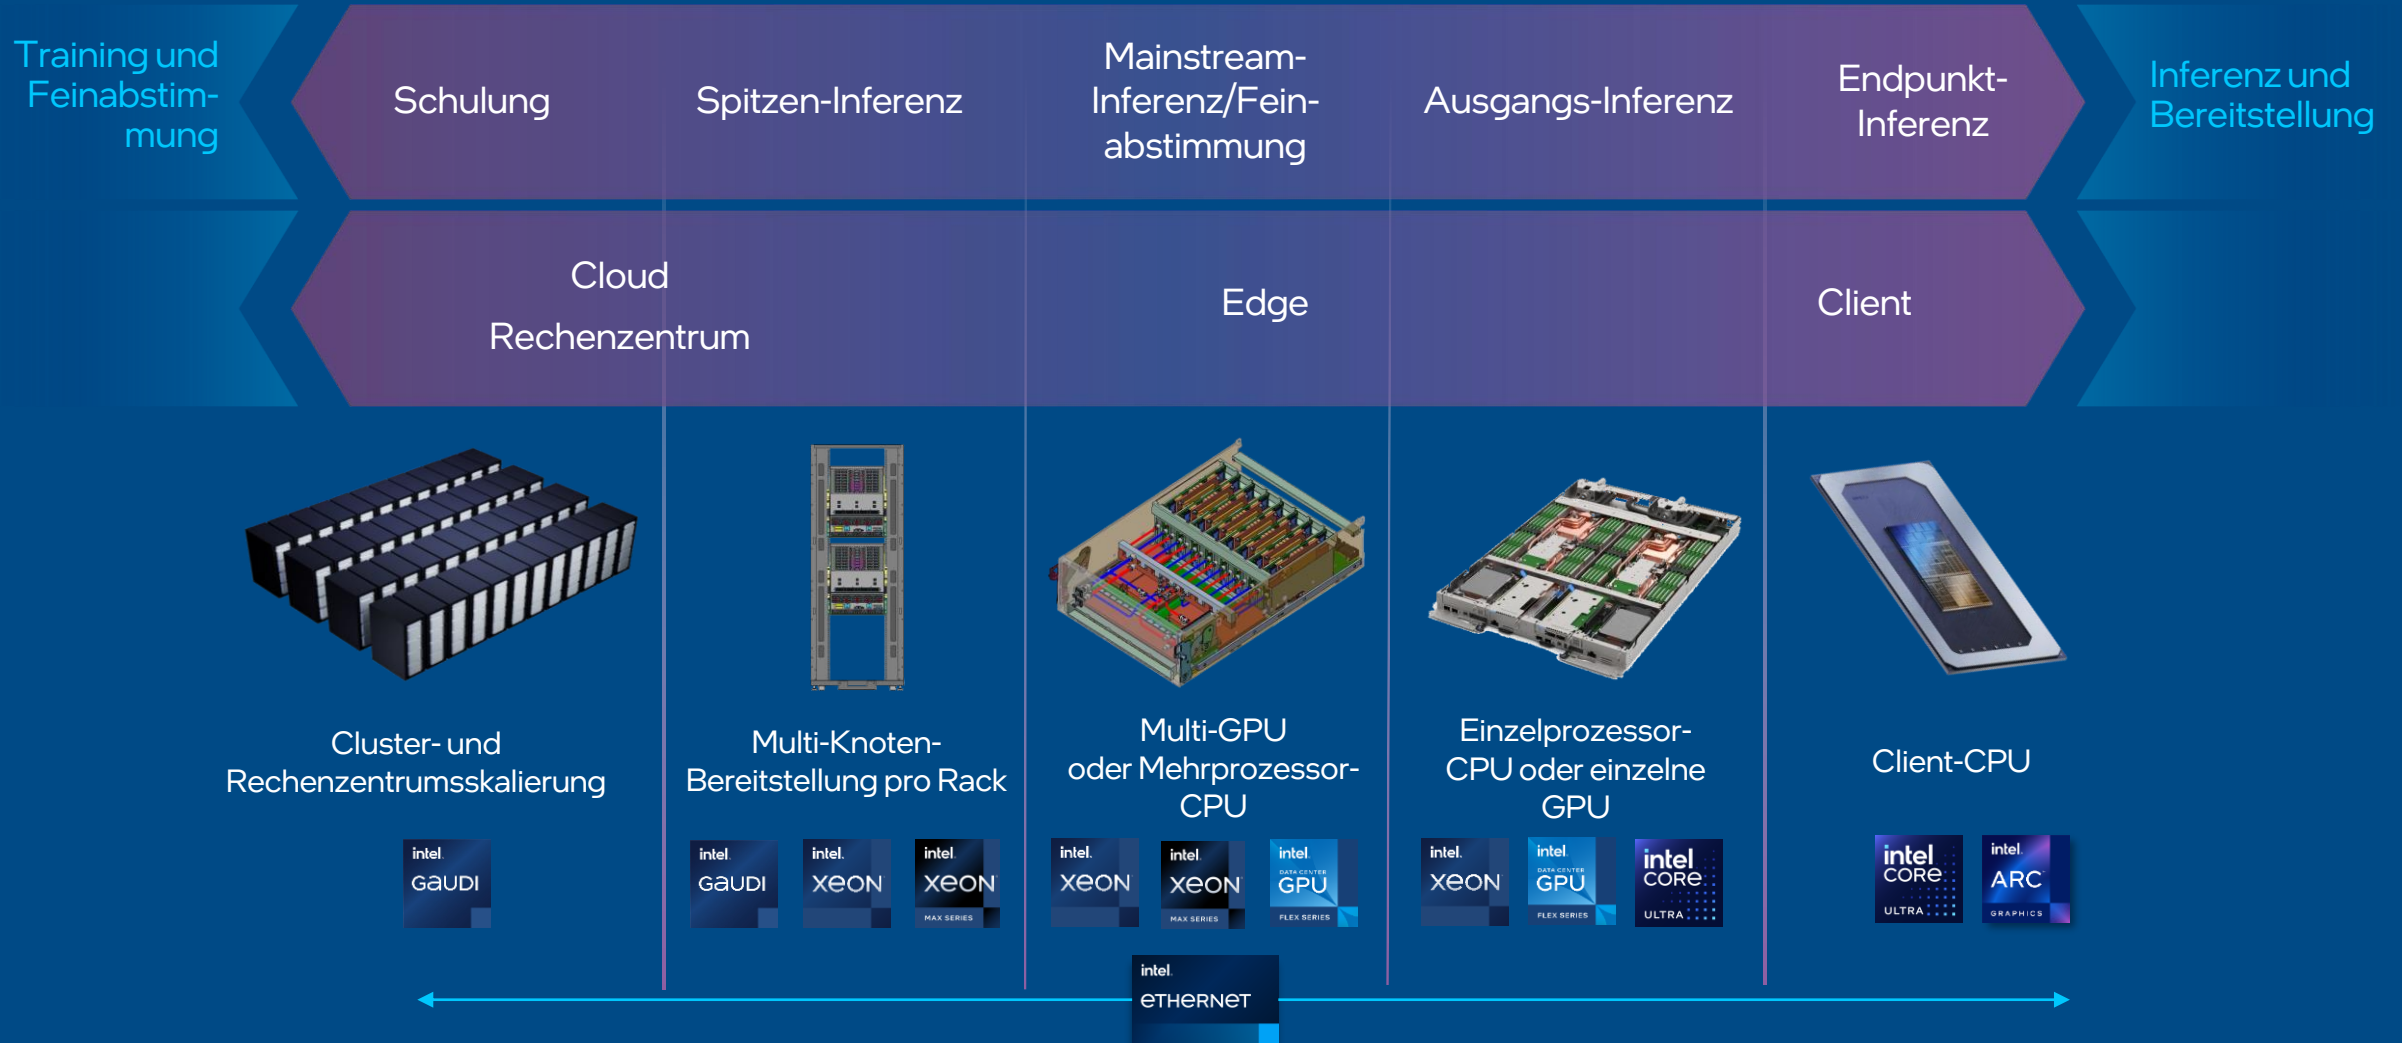 Training und
Feinabstim-
mung
Schulung
Spitzen-Inferenz
Mainstream-
Inferenz/Fein-
abstimmung
Ausgangs-Inferenz
Endpunkt-
Inferenz
Inferenz und
Bereitstellung
Cloud
Rechenzentrum
Edge
Client
Cluster- und
Rechenzentrumsskalierung
Multi-Knoten-
Bereitstellung pro Rack
Multi-GPU
oder Mehrprozessor-
CPU
Einzelprozessor-
CPU oder einzelne
GPU
Client-CPU
intel.
GAUDI
intel.
GAUDI
intel.
XEON
intel.
XEON
MAX SERIES
intel.
XEON
intel.
XEON
MAX SERIES
intel.
DATA CENTER
GPU
FLEX SERIES
intel.
XEON
intel.
DATA CENTER
GPU
FLEX SERIES
intel
CORE
ULTRA
intel
CORE
ULTRA
intel.
ARC
GRAPHICS
intel.
ETHERNET